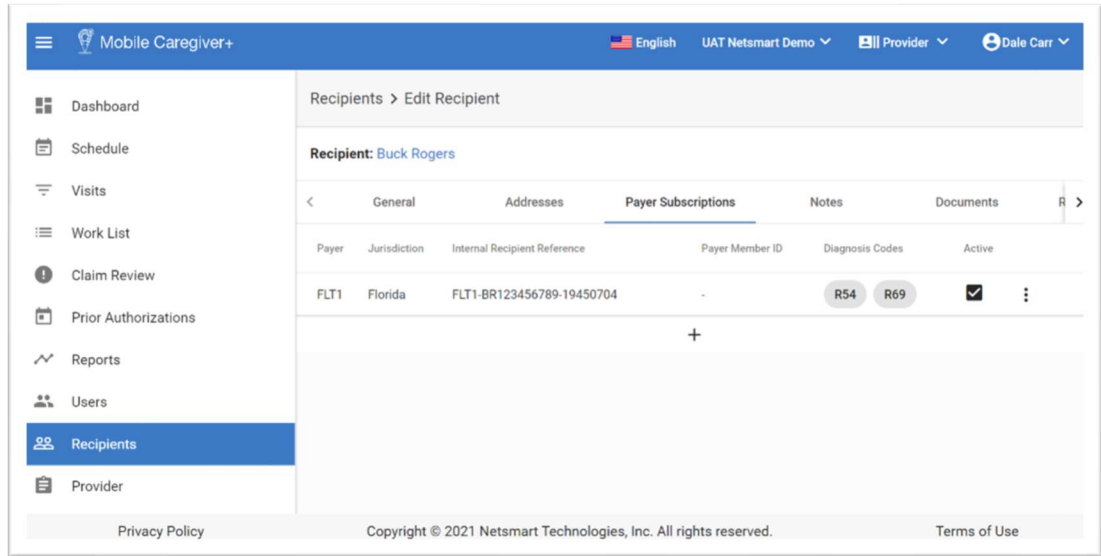 Mobile Caregiver+
English UAT Netsmart Demo Provider Dale Carr
Dashboard
Schedule
Visits
Work List
Claim Review
Prior Authorizations
Reports
Users
Recipients
Provider
Recipients > Edit Recipient
Recipient: Buck Rogers
General Addresses Payer Subscriptions Notes Documents R
Payer Jurisdiction Internal Recipient Reference Payer Member ID Diagnosis Codes Active
FLT1 Florida FLT1-BR123456789-19450704 - R54 R69
+
Privacy Policy Copyright © 2021 Netsmart Technologies, Inc. All rights reserved. Terms of Use